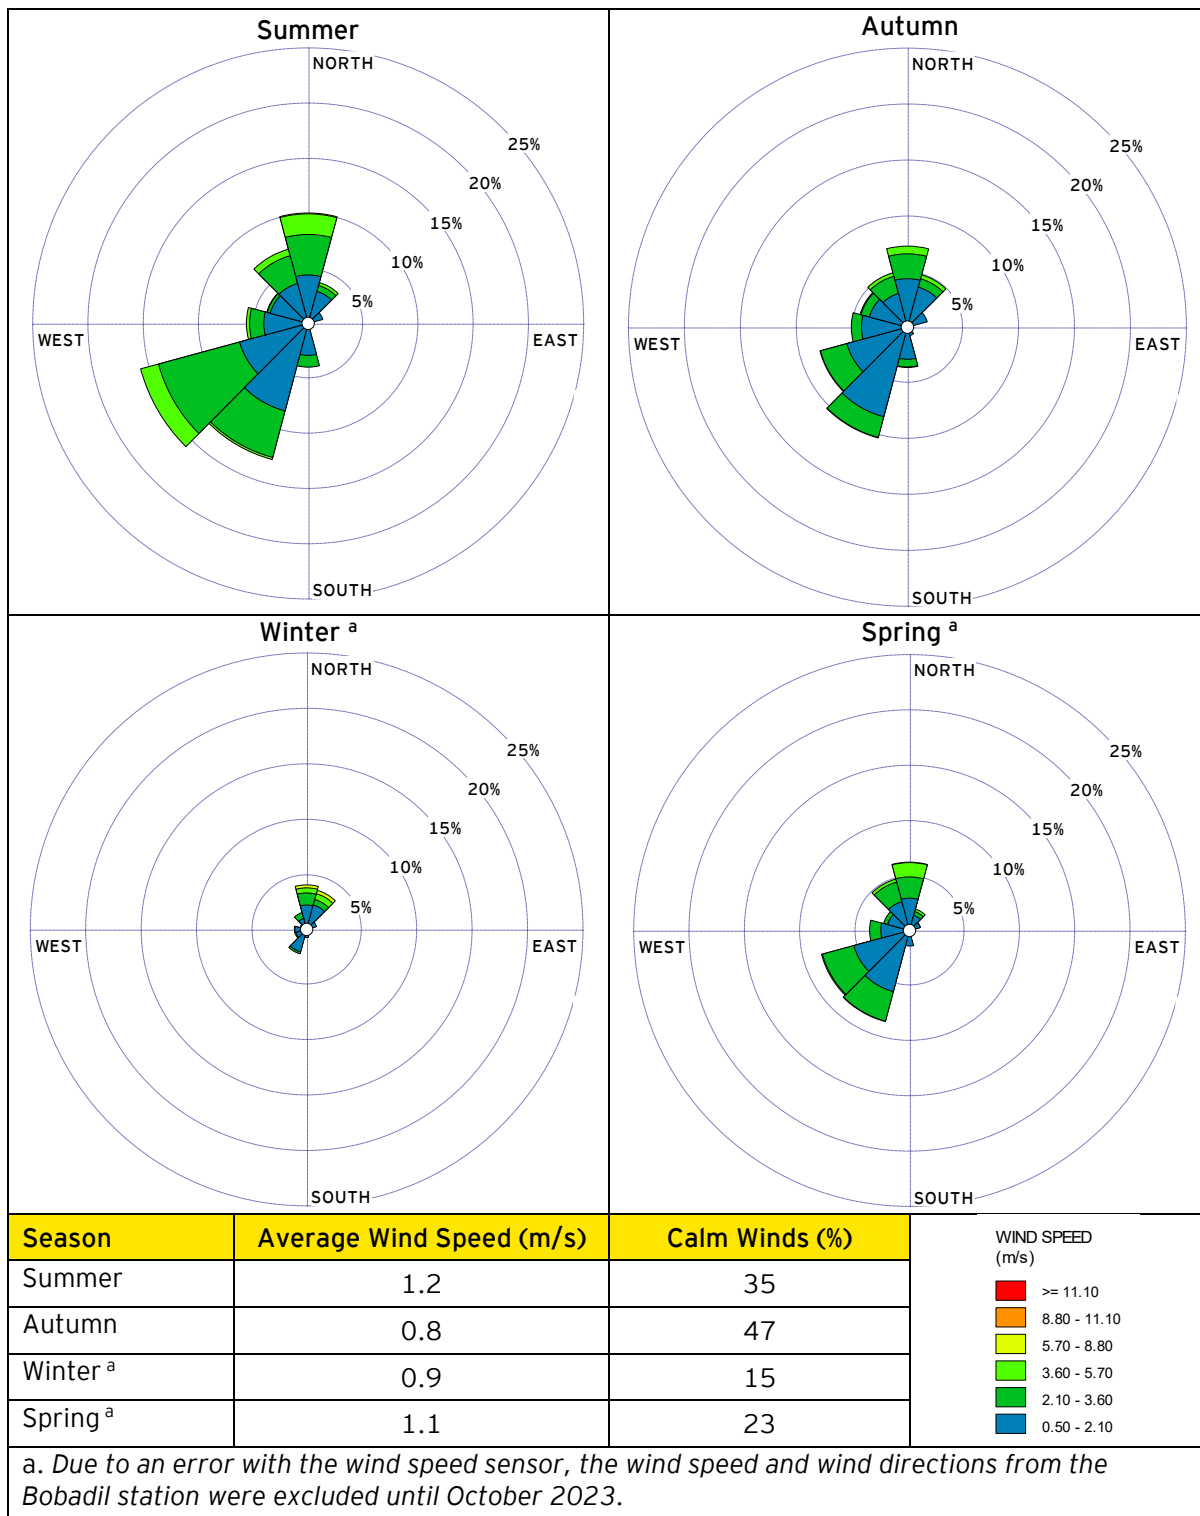 Summer
NORTH
25%
20%
15%
10%
5%
WEST
EAST
SOUTH
Autumn
NORTH
25%
20%
15%
10%
5%
WEST
EAST
SOUTH
Winter a
NORTH
25%
20%
15%
10%
5%
WEST
EAST
SOUTH
Spring a
NORTH
25%
20%
15%
10%
5%
WEST
EAST
SOUTH
Season Average Wind Speed (m/s) Calm Winds (%)
Summer 1.2 35
Autumn 0.8 47
Winter a 0.9 15
Spring a 1.1 23
WIND SPEED
(m/s)
>= 11.10
8.80 - 11.10
5.70 - 8.80
3.60 - 5.70
2.10 - 3.60
0.50 - 2.10
a. Due to an error with the wind speed sensor, the wind speed and wind directions from the
Bobadil station were excluded until October 2023.